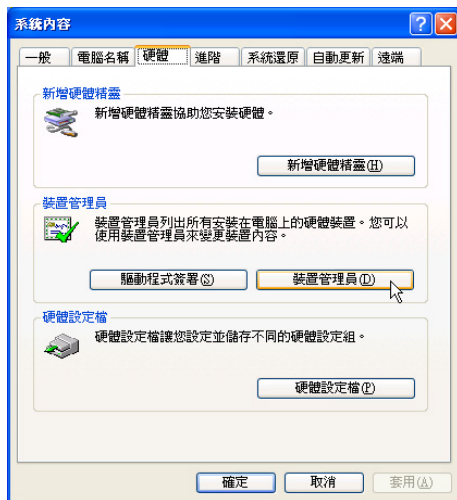 系統內容
一般 電腦名稱 硬體 進階 系統還原 自動更新 遠端
新增硬體精靈
新增硬體精靈協助您安裝硬體。
新增硬體精靈(H)
裝置管理員
裝置管理員列出所有安裝在電腦上的硬體裝置。您可以
使用裝置管理員來變更裝置內容。
驅動程式簽署(S) 裝置管理員(D)
硬體設定檔
硬體設定檔讓您設定並儲存不同的硬體設定組。
硬體設定檔(P)
確定 取消 套用(A)